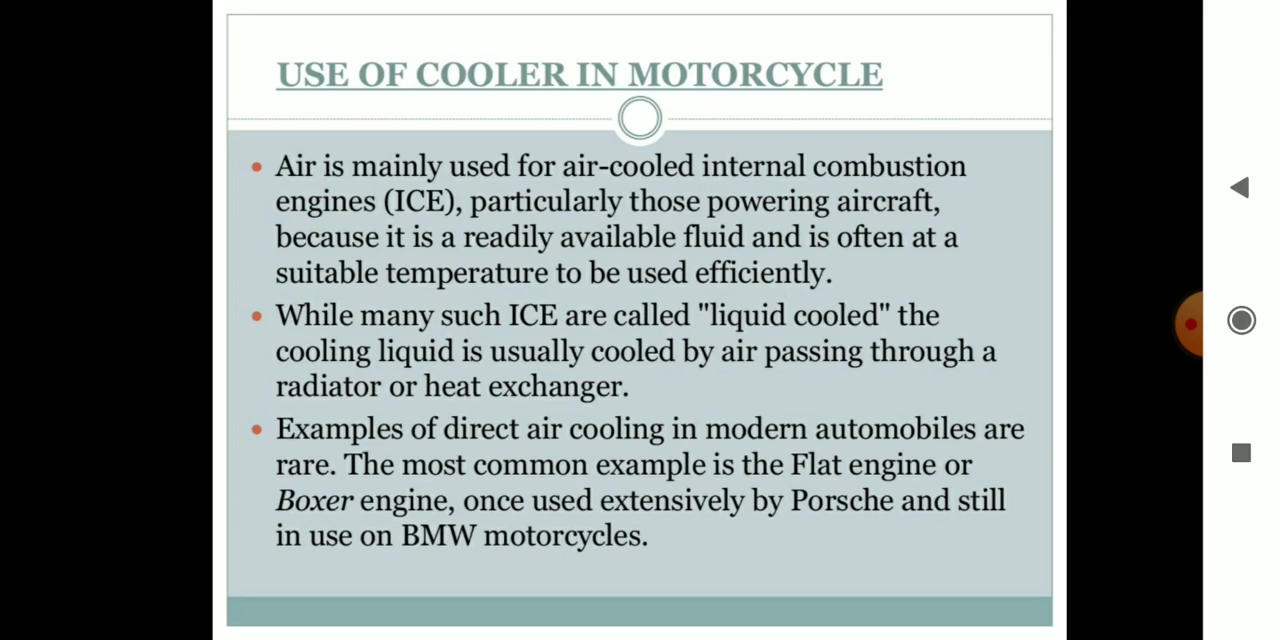 USE OF COOLER IN MOTORCYCLE
• Air is mainly used for air-cooled internal combustion
engines (ICE), particularly those powering aircraft,
because it is a readily available fluid and is often at a
suitable temperature to be used efficiently.
• While many such ICE are called "liquid cooled" the
cooling liquid is usually cooled by air passing through a
radiator or heat exchanger.
• Examples of direct air cooling in modern automobiles are
rare. The most common example is the Flat engine or
Boxer engine, once used extensively by Porsche and still
in use on BMW motorcycles.